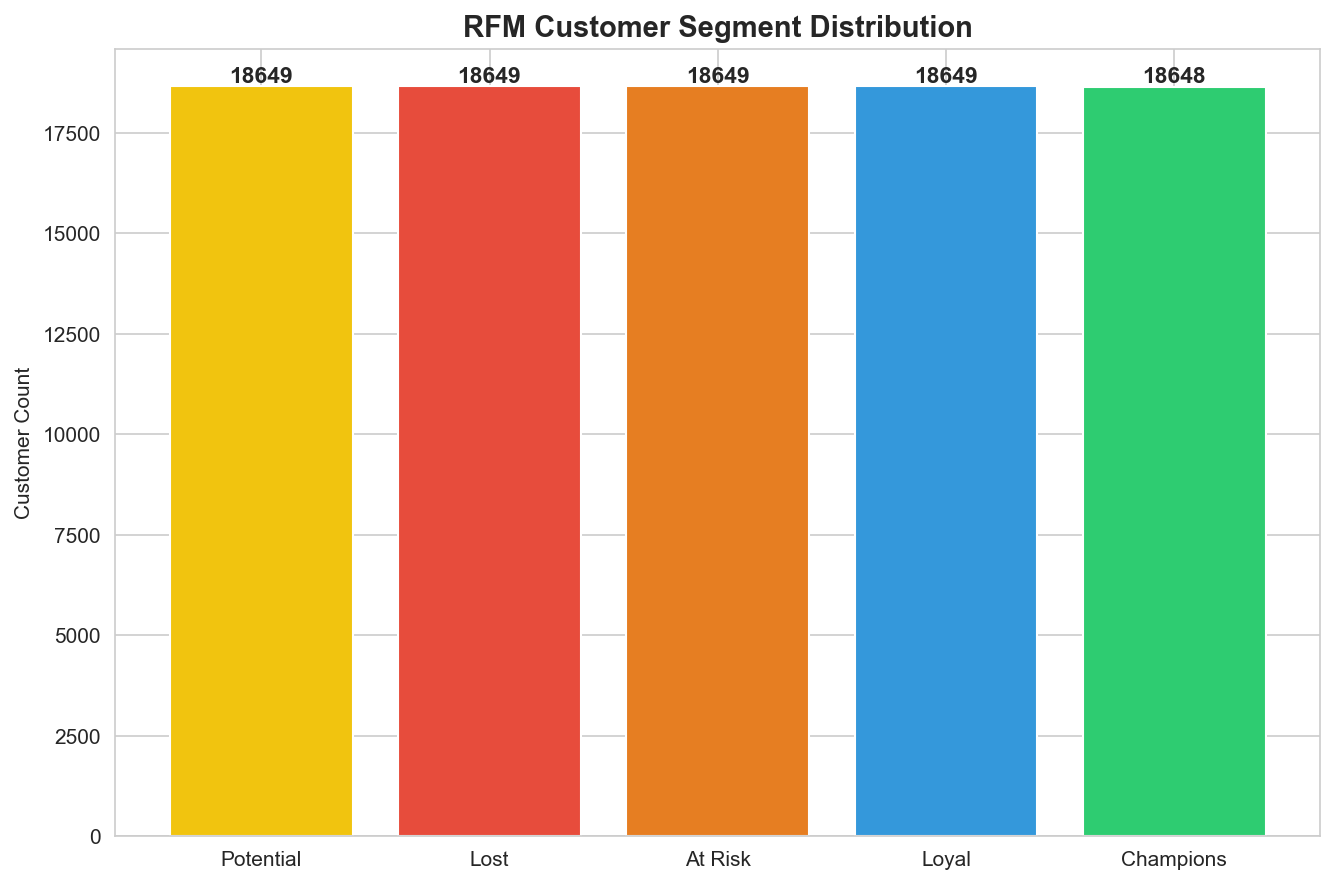 RFM Customer Segment Distribution
18649 18649 18649 18649 18648
17500
15000
12500
10000
7500
5000
2500
0
Customer Count
Potential Lost At Risk Loyal Champions